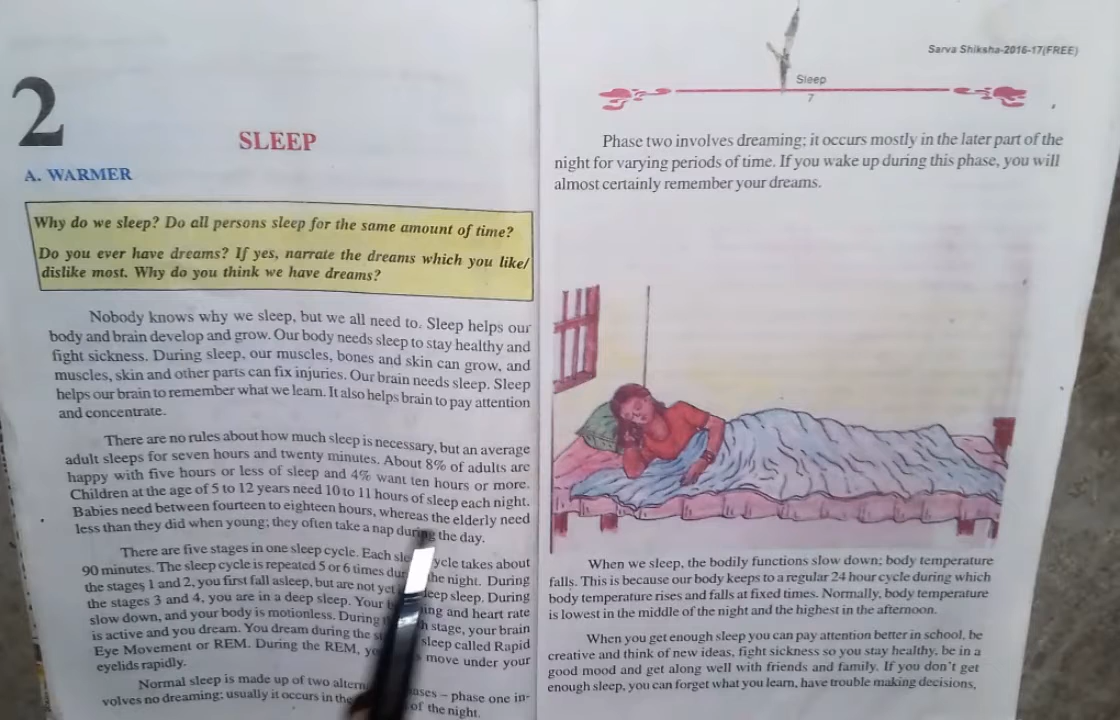 2
SLEEP
A. WARMER
Why do we sleep? Do all persons sleep for the same amount of time?
Do you ever have dreams? If yes, narrate the dreams which you like/
dislike most. Why do you think we have dreams?
Nobody knows why we sleep, but we all need to. Sleep helps our
body and brain develop and grow. Our body needs sleep to stay healthy and
fight sickness. During sleep, our muscles, bones and skin can grow, and
muscles, skin and other parts can fix injuries. Our brain needs sleep. Sleep
helps our brain to remember what we learn. It also helps brain to pay attention
and concentrate.
There are no rules about how much sleep is necessary, but an average
adult sleeps for seven hours and twenty minutes. About 8% of adults are
happy with five hours or less of sleep and 4% want ten hours or more.
Children at the age of 5 to 12 years need 10 to 11 hours of sleep each night.
Babies need between fourteen to eighteen hours, whereas the elderly need
less than they did when young; they often take a nap during the day.
There are five stages in one sleep cycle. Each ycle takes about
90 minutes. The sleep cycle is repeated 5 or 6 times he night. During
the stages 1 and 2, you first fall asleep, but are not yet eep sleep. During
the stages 3 and 4, you are in a deep sleep. Your ing and heart rate
slow down, and your body is motionless. During stage, your brain
is active and you dream. You dream during the sleep called Rapid
Eye Movement or REM. During the REM, move under your
eyelids rapidly.
Normal sleep is made up of two ases – phase one in-
volves no dreaming; usually it occurs in the of the night.
Sarva Shiksha-2016-17(FREE)
Sleep
7
Phase two involves dreaming; it occurs mostly in the later part of the
night for varying periods of time. If you wake up during this phase, you will
almost certainly remember your dreams.
When we sleep, the bodily functions slow down; body temperature
falls. This is because our body keeps to a regular 24 hour cycle during which
body temperature rises and falls at fixed times. Normally, body temperature
is lowest in the middle of the night and the highest in the afternoon.
When you get enough sleep you can pay attention better in school, be
creative and think of new ideas, fight sickness so you stay healthy, be in a
good mood and get along well with friends and family. If you don't get
enough sleep, you can forget what you learn, have trouble making decisions,